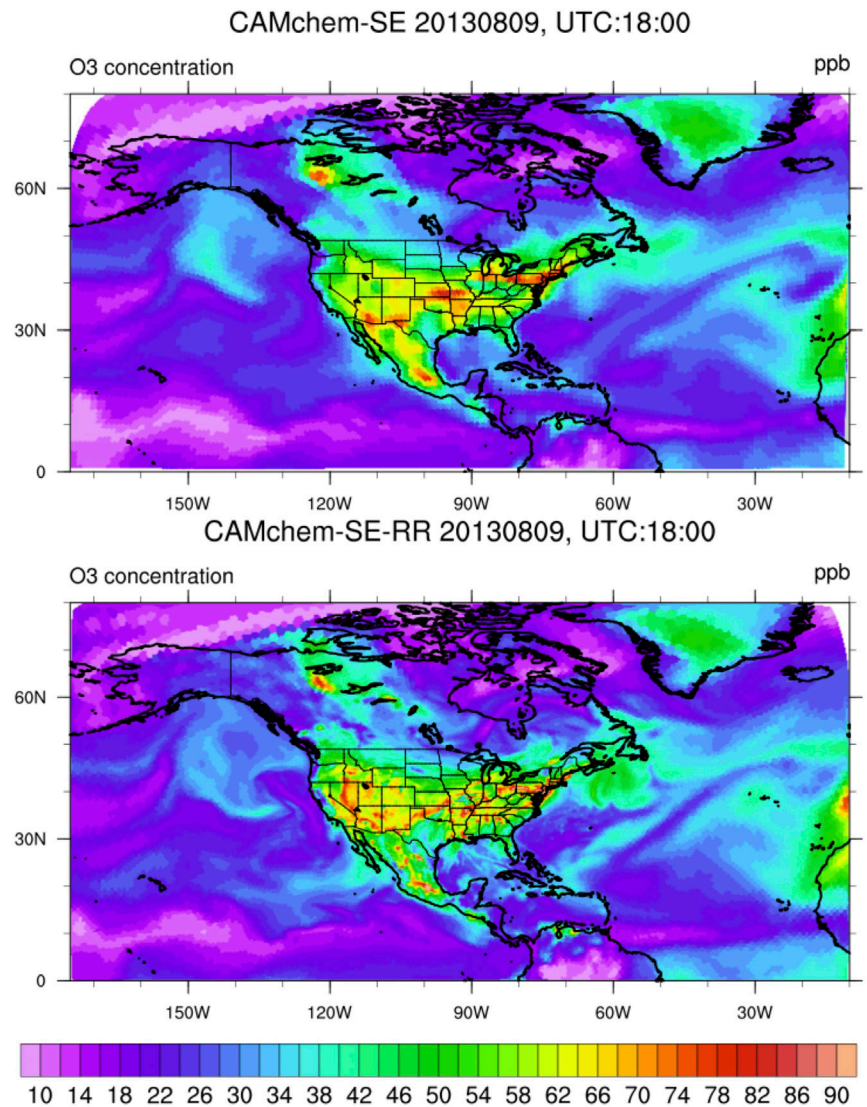 CAMchem-SE 20130809, UTC:18:00
O3 concentration ppb
60N
30N
0
150W 120W 90W 60W 30W
CAMchem-SE-RR 20130809, UTC:18:00
O3 concentration ppb
60N
30N
0
150W 120W 90W 60W 30W
10 14 18 22 26 30 34 38 42 46 50 54 58 62 66 70 74 78 82 86 90